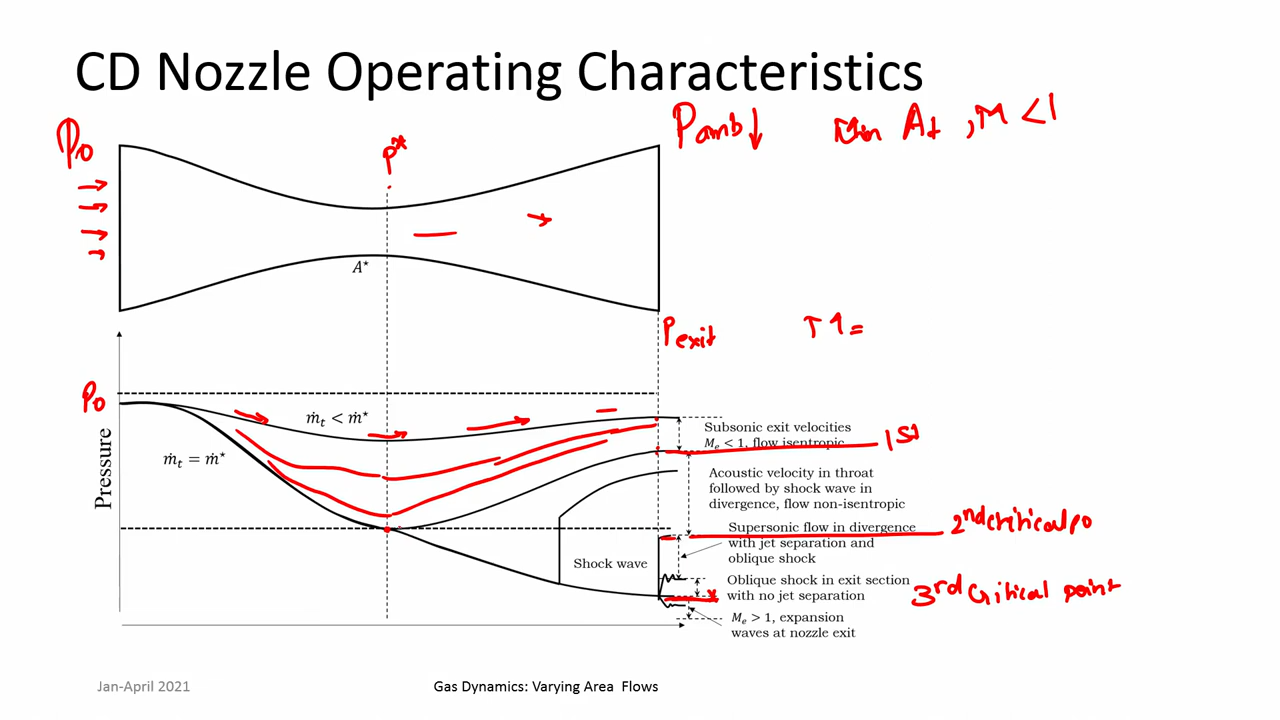 CD Nozzle Operating Characteristics
P₀
P*
Pamb↓
Min At , M <1
A⋆
Pexit
P₀
ṁt < ṁ⋆
ṁt = ṁ⋆
Pressure
Subsonic exit velocities
Me < 1, flow isentropic
1st
Acoustic velocity in throat
followed by shock wave in
divergence, flow non-isentropic
Supersonic flow in divergence
with jet separation and
oblique shock
2nd critical po
Shock wave
Oblique shock in exit section
with no jet separation
3rd critical point
Me > 1, expansion
waves at nozzle exit
Jan-April 2021
Gas Dynamics: Varying Area Flows